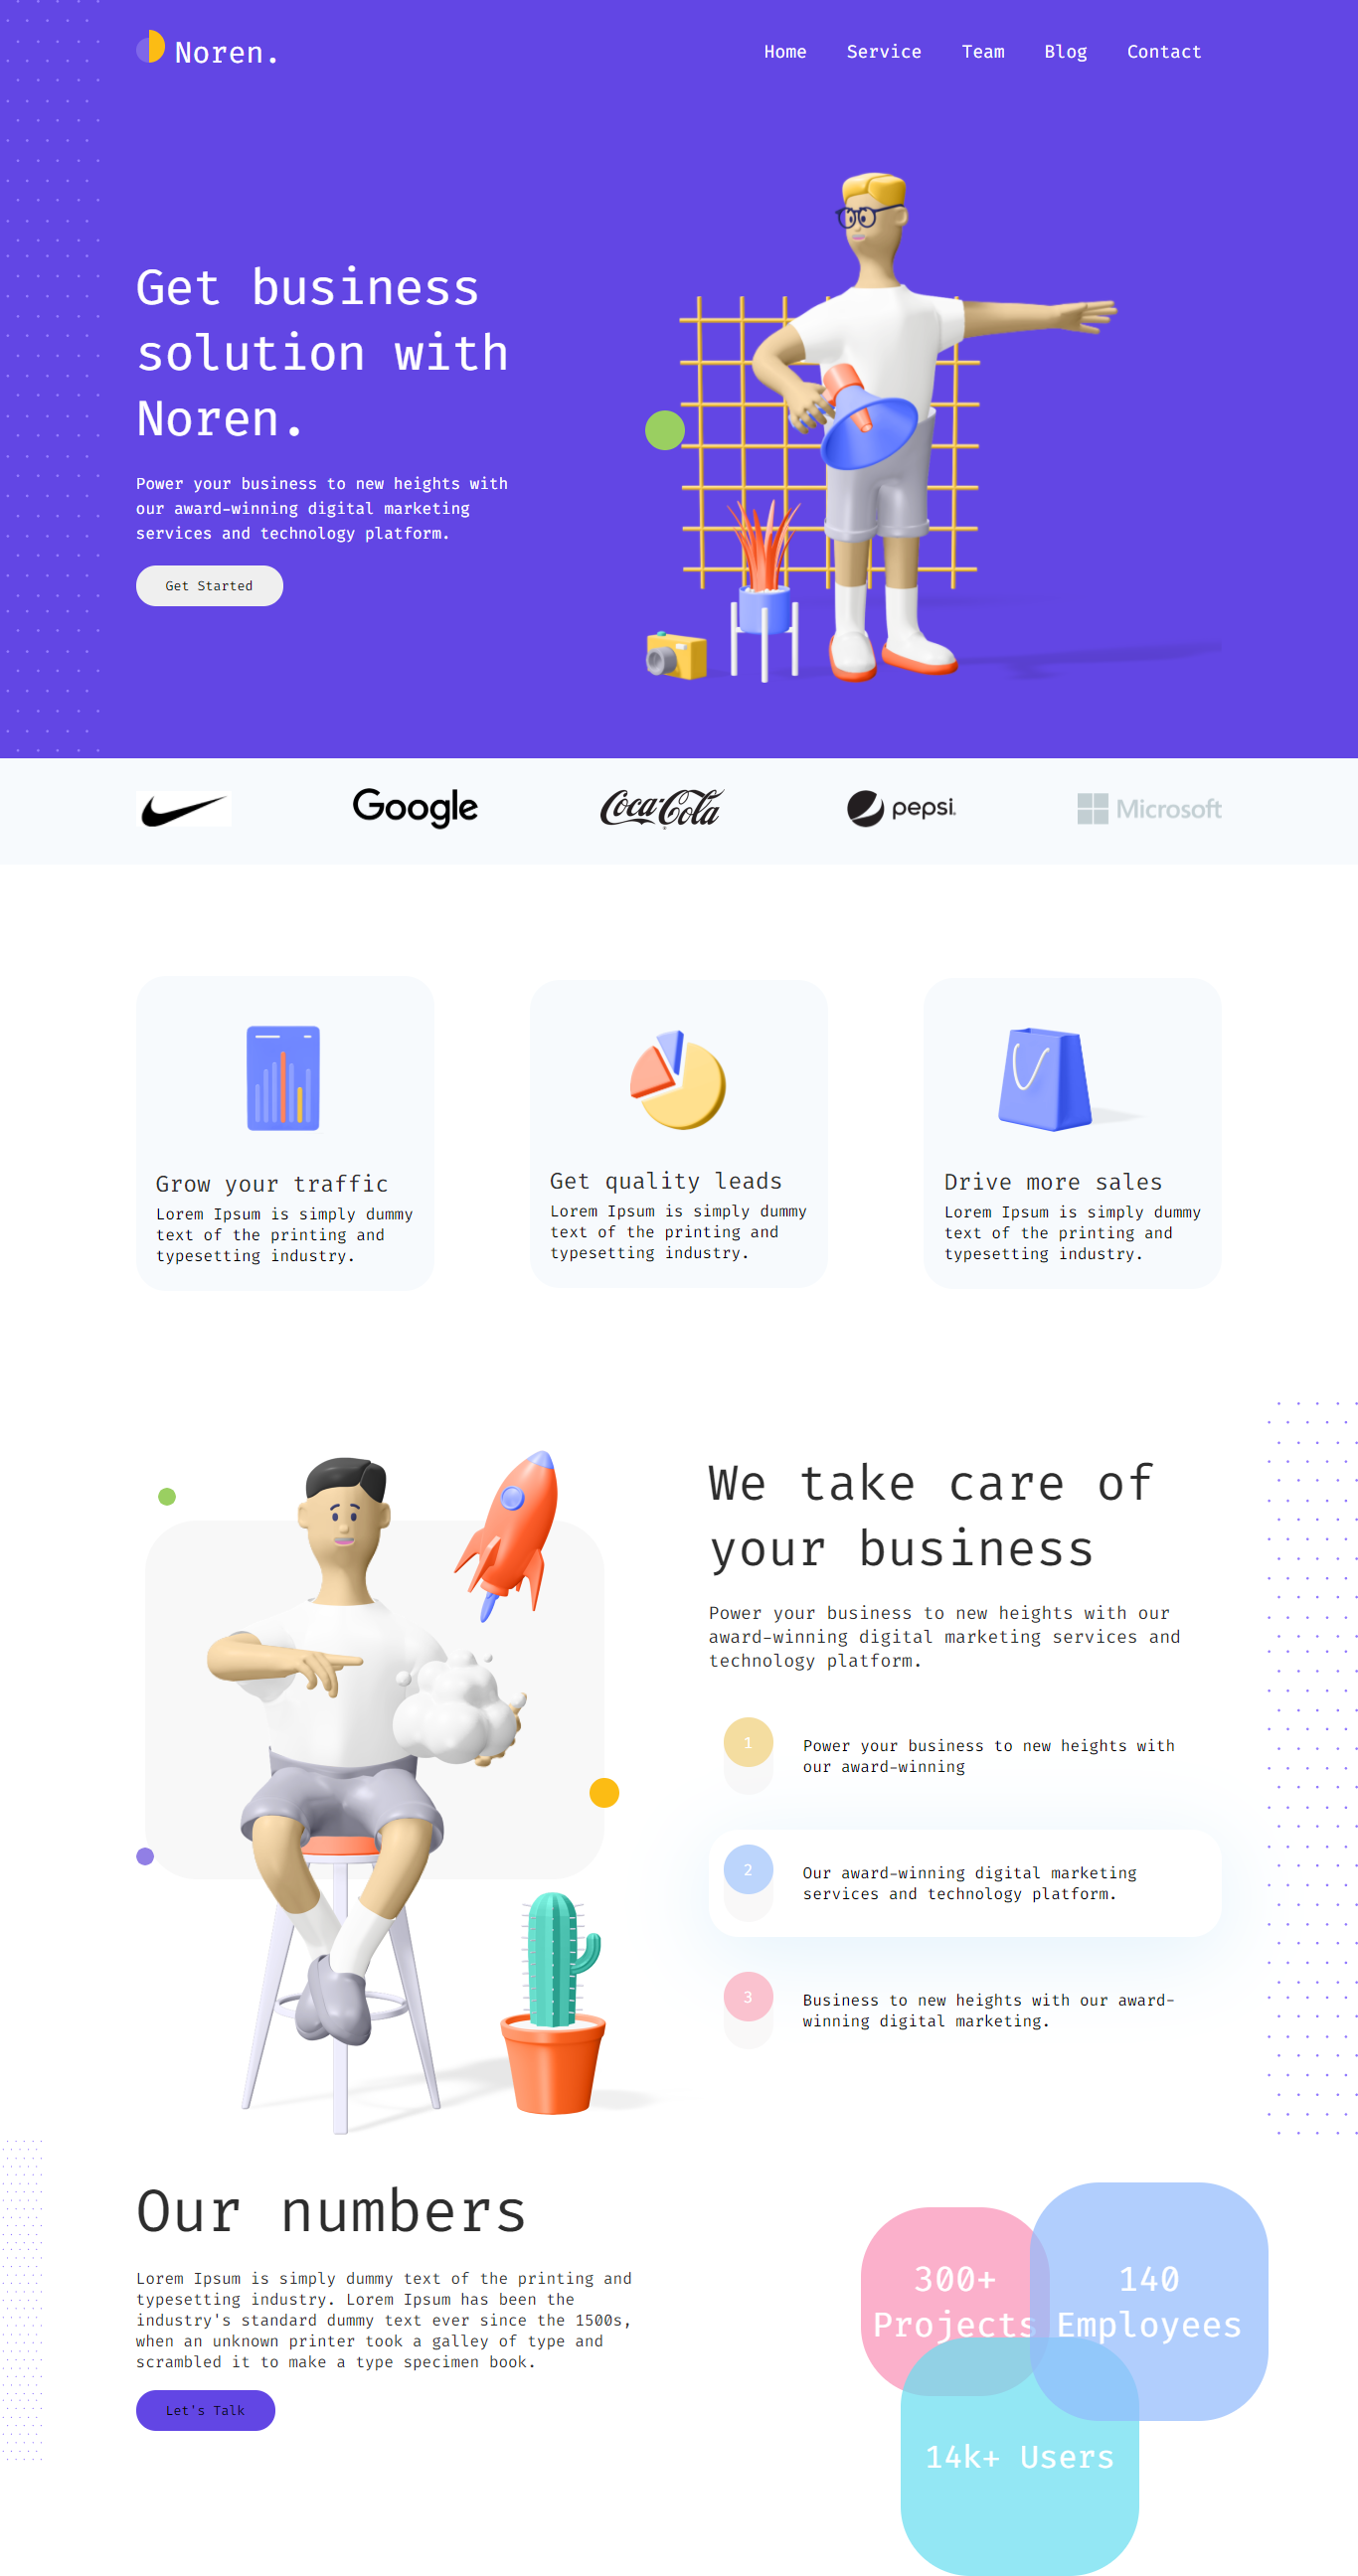 Noren.
Home Service Team Blog Contact
Get business
solution with
Noren.
Power your business to new heights with
our award-winning digital marketing
services and technology platform.
Get Started
Google
Coca-Cola
pepsi
Microsoft
Grow your traffic
Lorem Ipsum is simply dummy
text of the printing and
typesetting industry.
Get quality leads
Lorem Ipsum is simply dummy
text of the printing and
typesetting industry.
Drive more sales
Lorem Ipsum is simply dummy
text of the printing and
typesetting industry.
We take care of
your business
Power your business to new heights with our
award-winning digital marketing services and
technology platform.
1
Power your business to new heights with
our award-winning
2
Our award-winning digital marketing
services and technology platform.
3
Business to new heights with our award-
winning digital marketing.
Our numbers
Lorem Ipsum is simply dummy text of the printing and
typesetting industry. Lorem Ipsum has been the
industry's standard dummy text ever since the 1500s,
when an unknown printer took a galley of type and
scrambled it to make a type specimen book.
Let's Talk
300+
Projects
140
Employees
14k+ Users